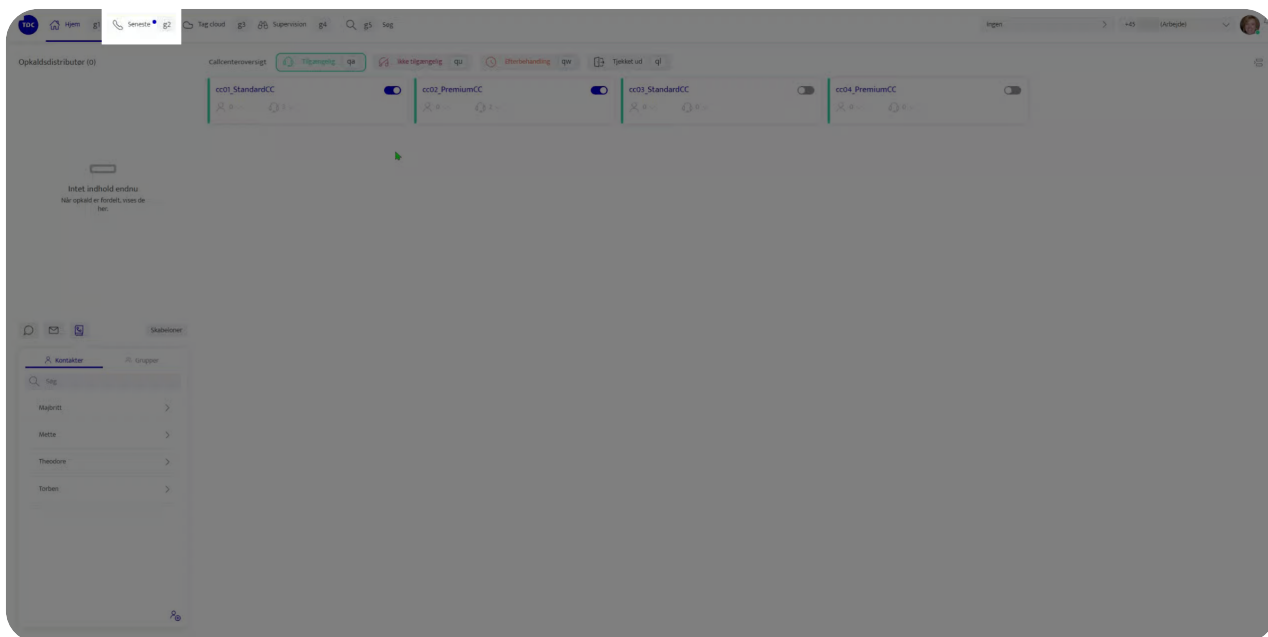 TDC Hjem g1 Seneste g2 Tag cloud g3 Supervision g4 g5 Søg Ingen +45 (Arbejde)
Opkaldsdistributør (0)
Callcenteroversigt Tilgængelig qa Ikke tilgængelig qu Efterbehandling qw Tjekket ud ql
cc01_StandardCC cc02_PremiumCC cc03_StandardCC cc04_PremiumCC
Intet indhold endnu
Når opkald er fordelt, vises de
her.
Skabeloner
Kontakter Grupper
Søg
Majbritt
Mette
Theodore
Torben